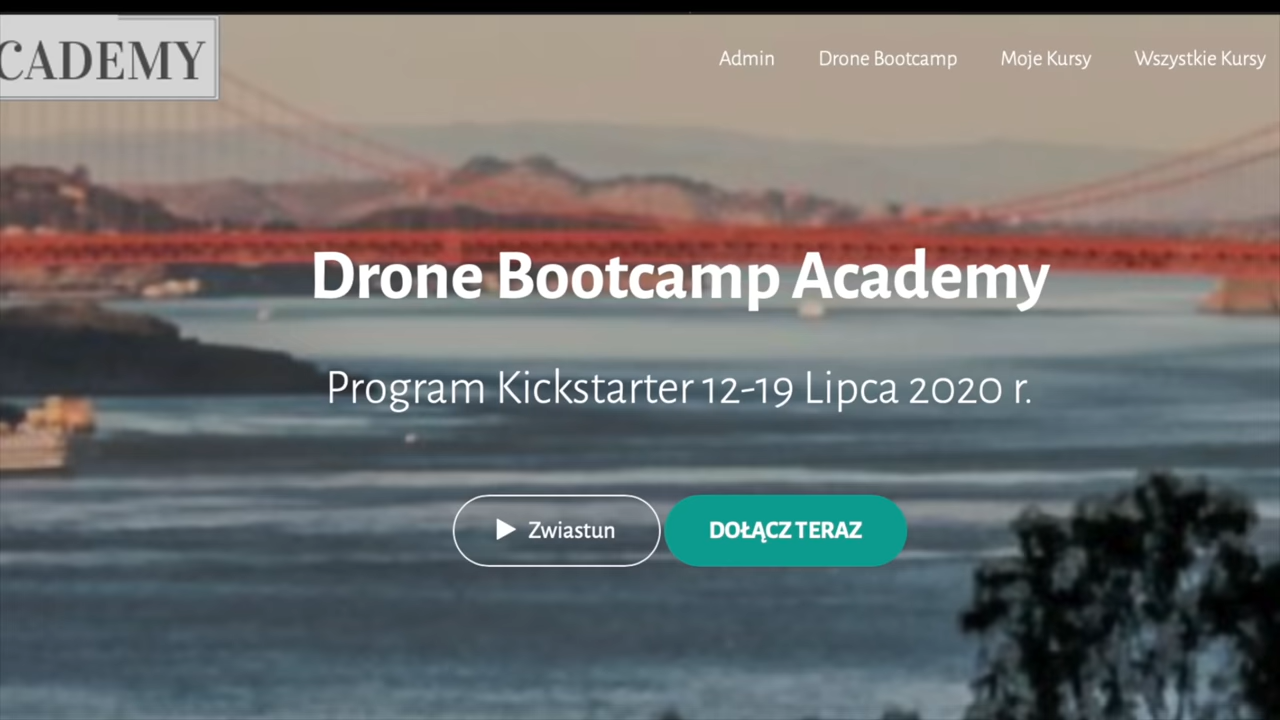 CADEMY
Admin Drone Bootcamp Moje Kursy Wszystkie Kursy
Drone Bootcamp Academy
Program Kickstarter 12-19 Lipca 2020 r.
Zwiastun DOŁĄCZ TERAZ